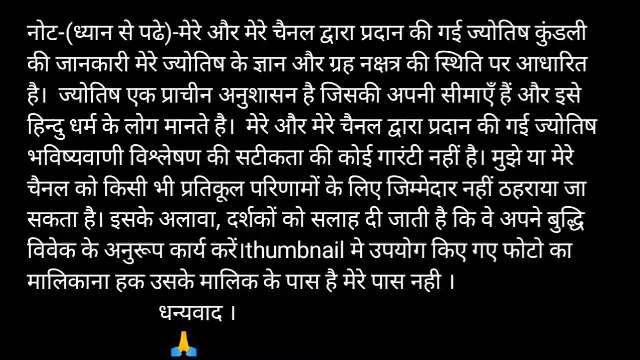 नोट-(ध्यान से पढे)-मेरे और मेरे चैनल द्वारा प्रदान की गई ज्योतिष कुंडली
की जानकारी मेरे ज्योतिष के ज्ञान और ग्रह नक्षत्र की स्थिति पर आधारित
है। ज्योतिष एक प्राचीन अनुशासन है जिसकी अपनी सीमाएँ हैं और इसे
हिन्दु धर्म के लोग मानते है। मेरे और मेरे चैनल द्वारा प्रदान की गई ज्योतिष
भविष्यवाणी विश्लेषण की सटीकता की कोई गारंटी नहीं है। मुझे या मेरे
चैनल को किसी भी प्रतिकूल परिणामों के लिए जिम्मेदार नहीं ठहराया जा
सकता है। इसके अलावा, दर्शकों को सलाह दी जाती है कि वे अपने बुद्धि
विवेक के अनुरूप कार्य करें।thumbnail मे उपयोग किए गए फोटो का
मालिकाना हक उसके मालिक के पास है मेरे पास नही ।
धन्यवाद ।
🙏